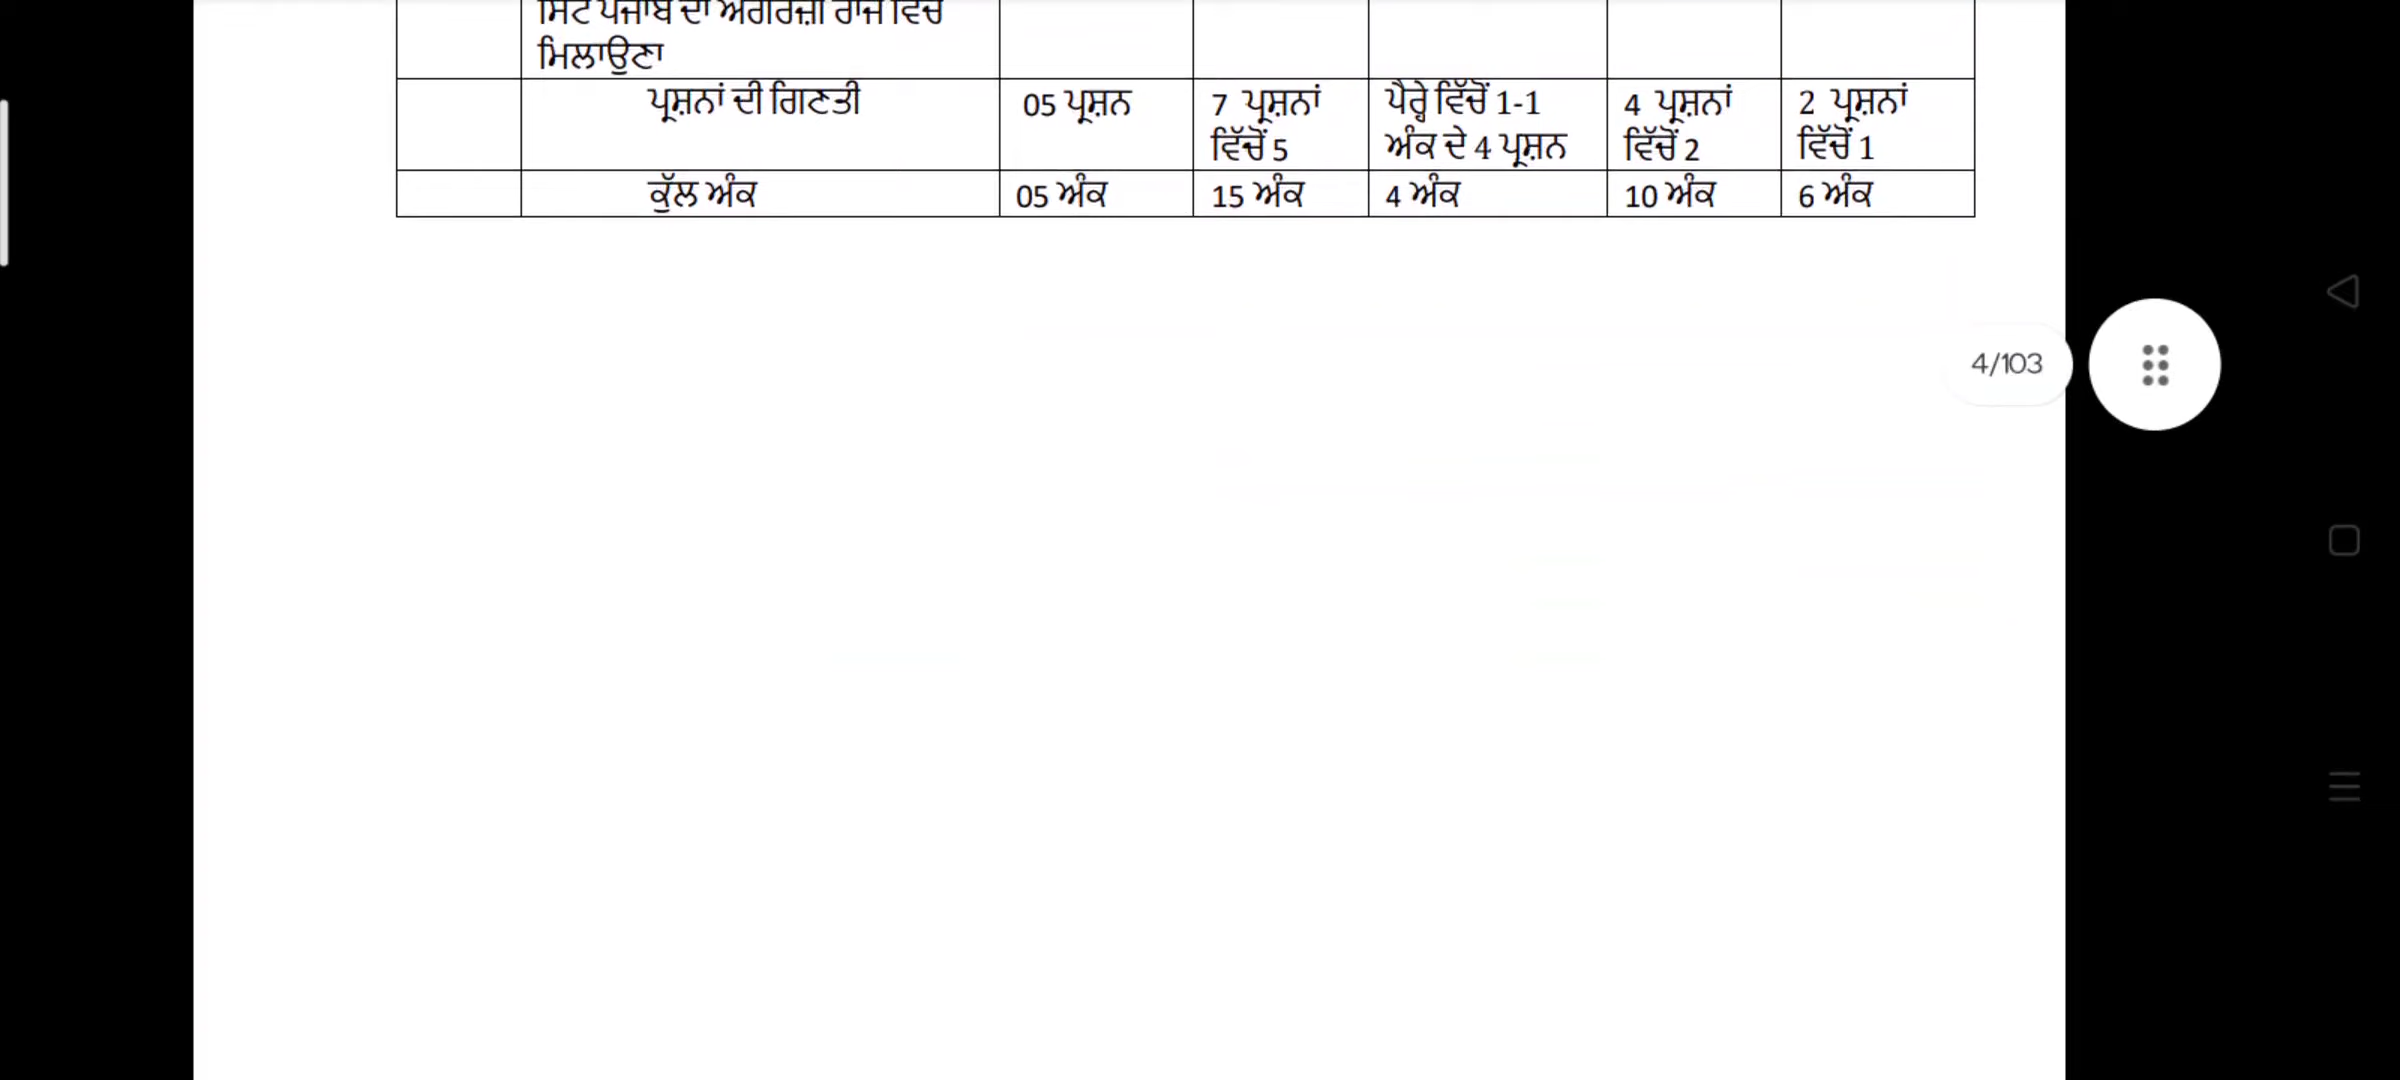 ਸਿੱਟੇ ਪੰਜਾਬ ਦਾ ਅੰਗਰੇਜ਼ੀ ਰਾਜ ਵਿੱਚ
ਮਿਲਾਉਣਾ
ਪ੍ਰਸ਼ਨਾਂ ਦੀ ਗਿਣਤੀ
05 ਪ੍ਰਸ਼ਨ
7 ਪ੍ਰਸ਼ਨਾਂ
ਵਿੱਚੋਂ 5
ਪੈਰ੍ਹੇ ਵਿੱਚੋਂ 1-1
ਅੰਕ ਦੇ 4 ਪ੍ਰਸ਼ਨ
4 ਪ੍ਰਸ਼ਨਾਂ
ਵਿੱਚੋਂ 2
2 ਪ੍ਰਸ਼ਨਾਂ
ਵਿੱਚੋਂ 1
ਕੁੱਲ ਅੰਕ
05 ਅੰਕ
15 ਅੰਕ
4 ਅੰਕ
10 ਅੰਕ
6 ਅੰਕ
4/103